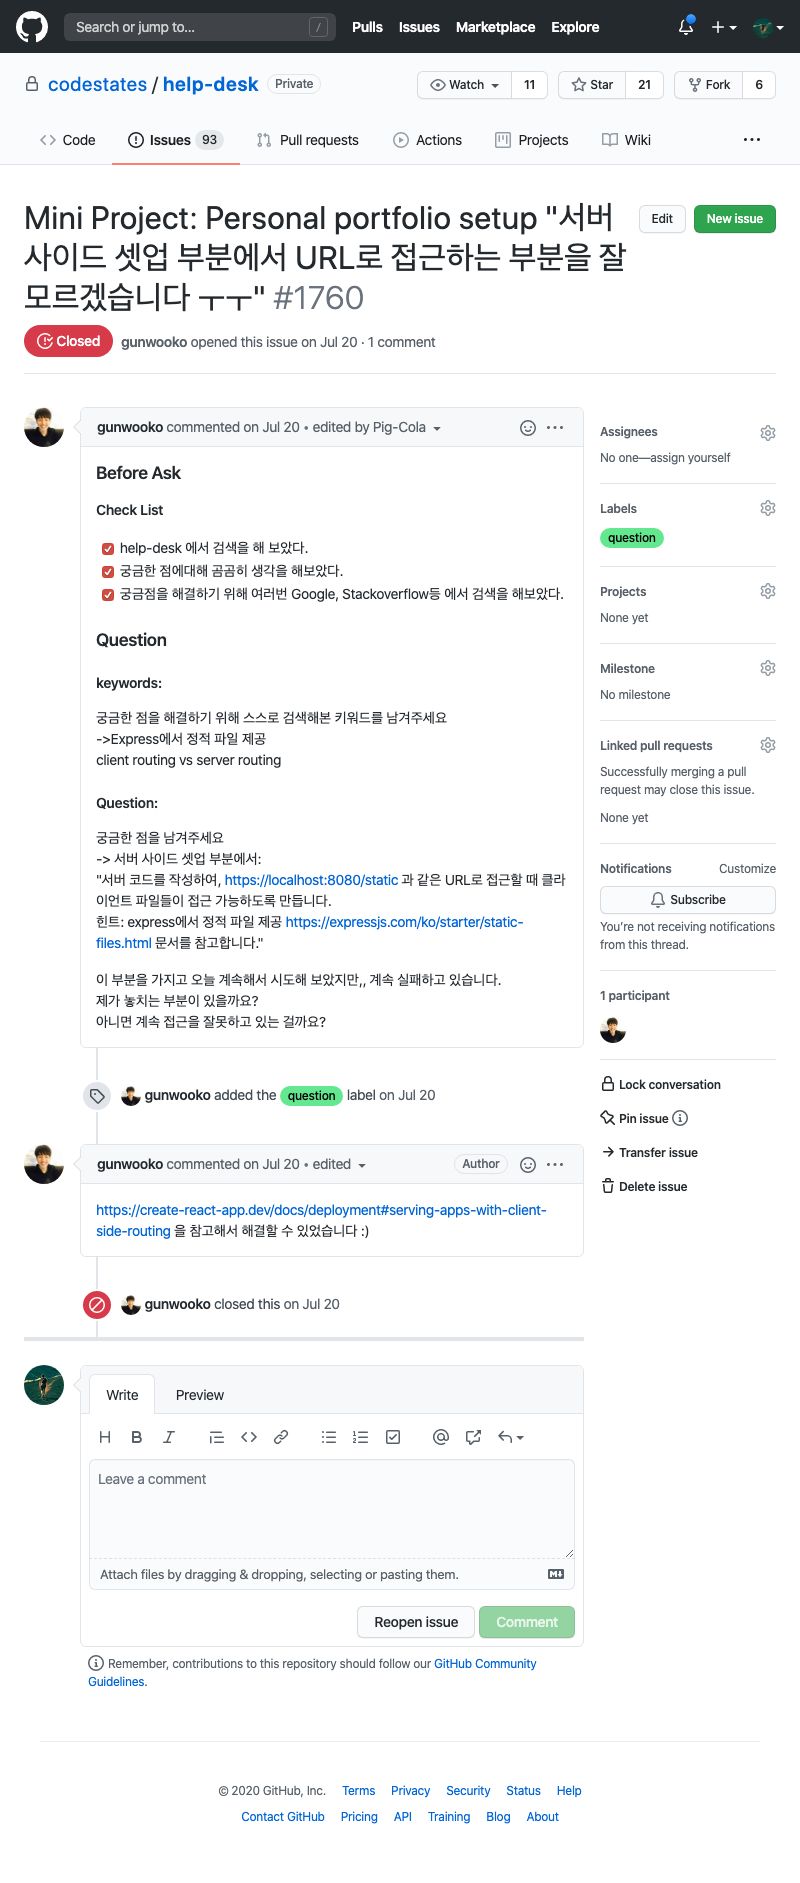 Search or jump to... /
Pulls Issues Marketplace Explore
codestates / help-desk Private
Watch 11 Star 21 Fork 6
Code Issues 93 Pull requests Actions Projects Wiki ...
Mini Project: Personal portfolio setup "서버
사이드 셋업 부분에서 URL로 접근하는 부분을 잘
모르겠습니다 ㅜㅜ" #1760
Edit New issue
Closed gunwooko opened this issue on Jul 20 · 1 comment
gunwooko commented on Jul 20 • edited by Pig-Cola
Before Ask
Check List
help-desk 에서 검색을 해 보았다.
궁금한 점에대해 곰곰히 생각을 해보았다.
궁금점을 해결하기 위해 여러번 Google, Stackoverflow등 에서 검색을 해보았다.
Question
keywords:
궁금한 점을 해결하기 위해 스스로 검색해본 키워드를 남겨주세요
->Express에서 정적 파일 제공
client routing vs server routing
Question:
궁금한 점을 남겨주세요
-> 서버 사이드 셋업 부분에서:
"서버 코드를 작성하여, https://localhost:8080/static 과 같은 URL로 접근할 때 클라
이언트 파일들이 접근 가능하도록 만듭니다.
힌트: express에서 정적 파일 제공 https://expressjs.com/ko/starter/static-
files.html 문서를 참고합니다."
이 부분을 가지고 오늘 계속해서 시도해 보았지만,, 계속 실패하고 있습니다.
제가 놓치는 부분이 있을까요?
아니면 계속 접근을 잘못하고 있는 걸까요?
gunwooko added the question label on Jul 20
gunwooko commented on Jul 20 • edited Author
https://create-react-app.dev/docs/deployment#serving-apps-with-client-
side-routing 을 참고해서 해결할 수 있었습니다 :)
gunwooko closed this on Jul 20
Write Preview
H B I
Leave a comment
Attach files by dragging & dropping, selecting or pasting them.
Reopen issue Comment
Remember, contributions to this repository should follow our GitHub Community
Guidelines.
Assignees
No one—assign yourself
Labels
question
Projects
None yet
Milestone
No milestone
Linked pull requests
Successfully merging a pull
request may close this issue.
None yet
Notifications Customize
Subscribe
You're not receiving notifications
from this thread.
1 participant
Lock conversation
Pin issue
Transfer issue
Delete issue
© 2020 GitHub, Inc. Terms Privacy Security Status Help
Contact GitHub Pricing API Training Blog About